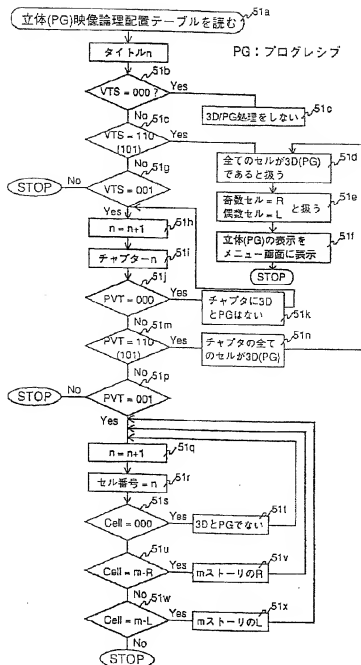 立体(PG)映像論理配置テーブルを読む
51a
PG:プログレシブ
タイトルn
51b
VTS = 000 ?
Yes
3D/PG処理をしない
51c
No
51c
VTS = 110
(101)
Yes
全てのセルが3D(PG)
であると扱う
51d
No
51g
STOP
No
VTS = 001
奇数セル=R
偶数セル=L
と扱う
51e
Yes
51h
n = n+1
立体(PG)の表示を
メニュー画面に表示
51f
STOP
チャプターn
51i
51j
PVT = 000
Yes
チャプタに3D
とPGはない
51k
No
51m
PVT = 110
(101)
Yes
チャプタの全て
のセルが3D(PG)
51n
No
51p
STOP
No
PVT = 001
Yes
n = n+1
51q
セル番号 = n
51r
51s
Cell = 000
Yes
3DとPGでない
51t
No
51u
Cell = m-R
Yes
mストーリのR
51v
No
51w
Cell = m-L
Yes
mストーリのL
51x
No
STOP